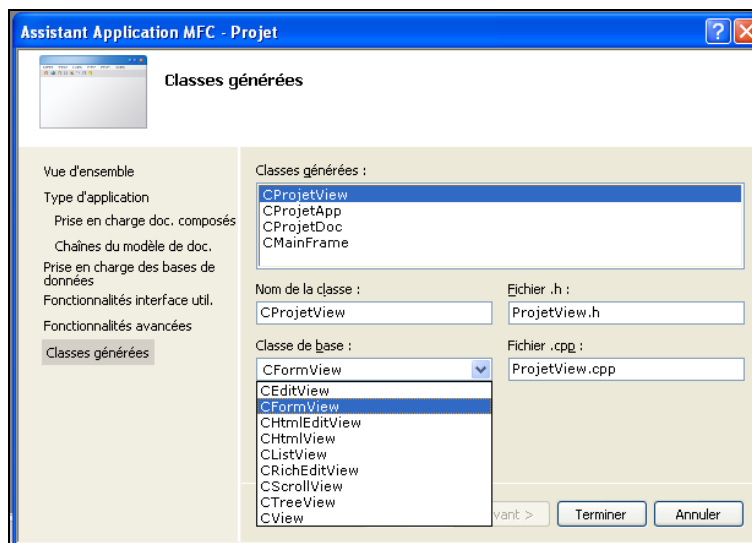 Assistant Application MFC - Projet
Classes générées
Vue d'ensemble
Type d'application
Prise en charge doc. composés
Chaînes du modèle de doc.
Prise en charge des bases de
données
Fonctionnalités interface util.
Fonctionnalités avancées
Classes générées
Classes générées :
CProjetView
CProjetApp
CProjetDoc
CMainFrame
Nom de la classe :
CProjetView
Fichier .h :
ProjetView.h
Classe de base :
CFormView
Fichier .cpp :
ProjetView.cpp
CEditView
CFormView
CHtmlEditView
CHtmlView
CListView
CRichEditView
CScrollView
CTreeView
CView
vant >
Terminer
Annuler